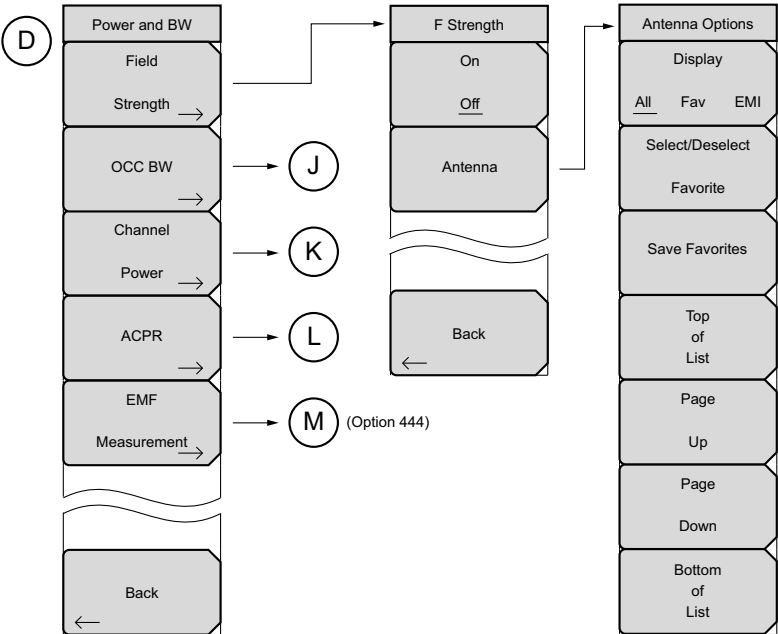 D
Power and BW
Field
Strength
OCC BW
J
Channel
Power
K
ACPR
L
EMF
Measurement
M
(Option 444)
Back
F Strength
On
Off
Antenna
Back
Antenna Options
Display
All Fav EMI
Select/Deselect
Favorite
Save Favorites
Top
of
List
Page
Up
Page
Down
Bottom
of
List